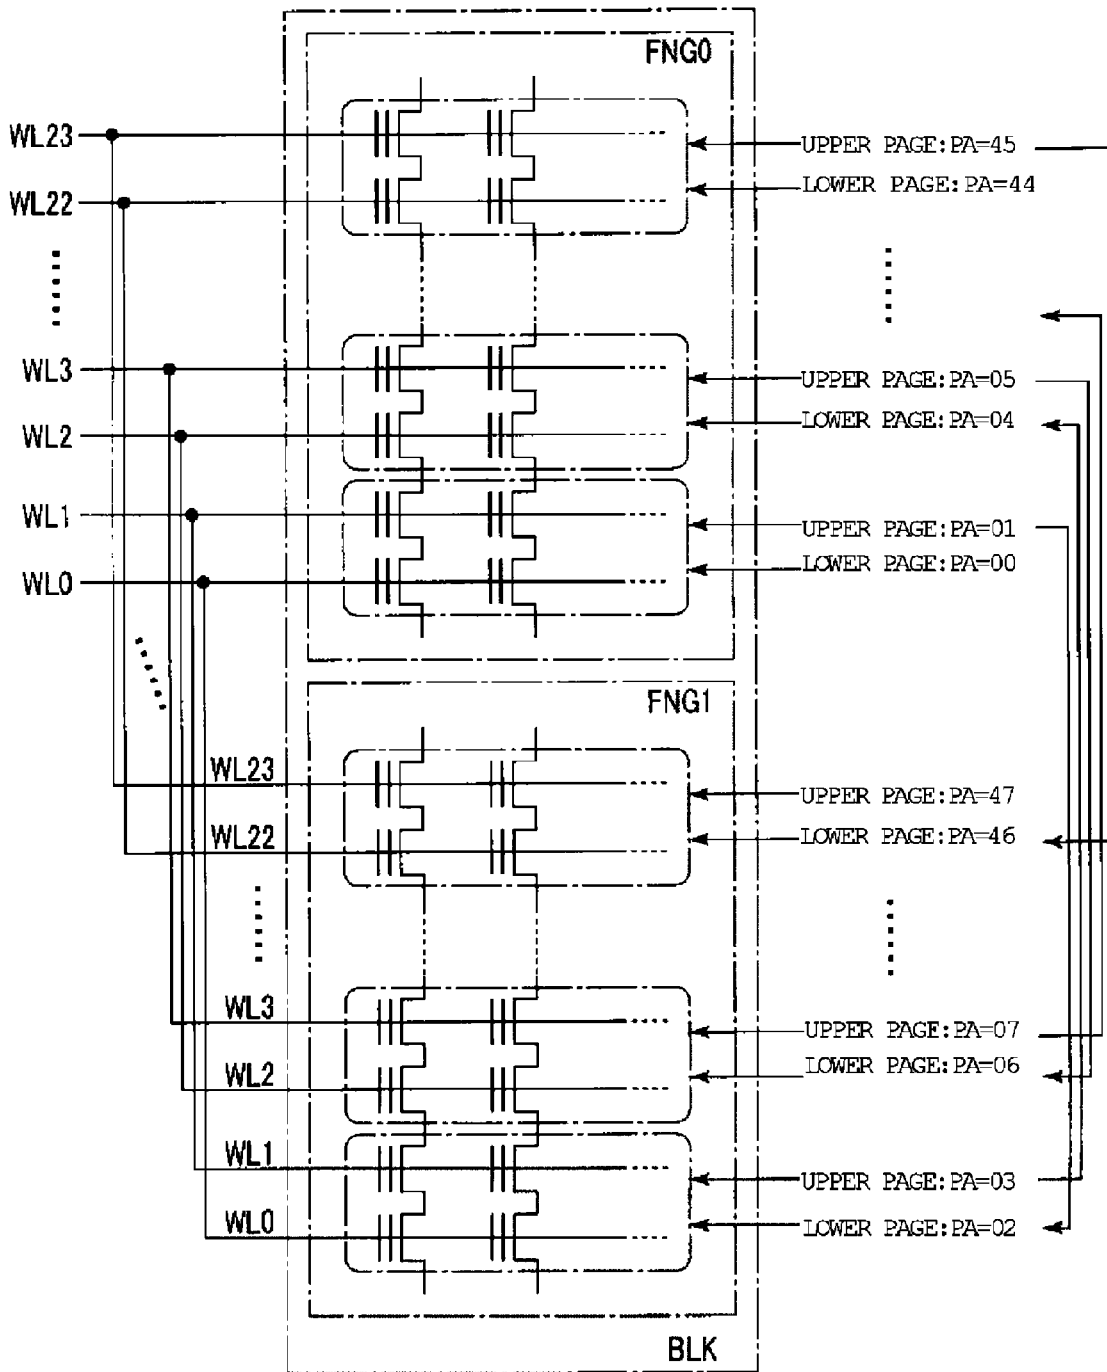 FNG0
WL23
UPPER PAGE:PA=45
LOWER PAGE:PA=44
WL22
WL3
UPPER PAGE:PA=05
LOWER PAGE:PA=04
WL2
WL1
UPPER PAGE:PA=01
LOWER PAGE:PA=00
WL0
FNG1
WL23
UPPER PAGE:PA=47
WL22
LOWER PAGE:PA=46
WL3
UPPER PAGE:PA=07
LOWER PAGE:PA=06
WL2
WL1
UPPER PAGE:PA=03
WL0
LOWER PAGE:PA=02
BLK